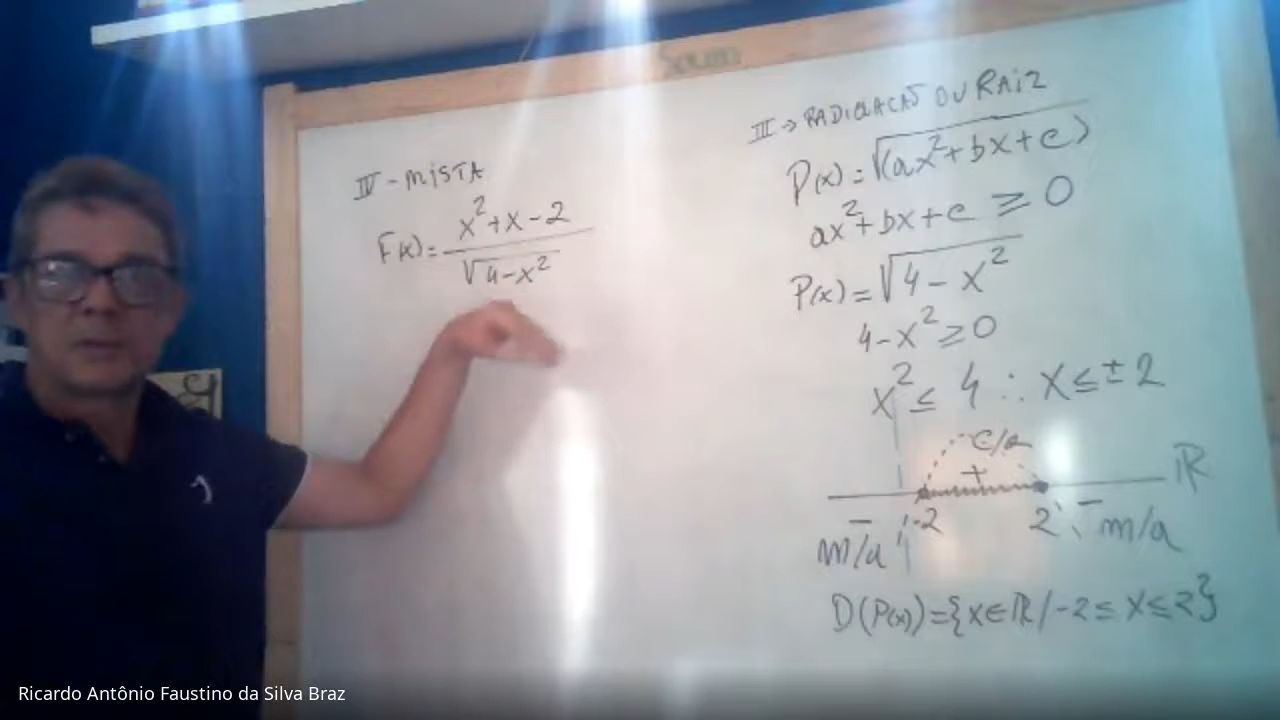 IV - MISTA
F(x) = x²+x-2 / √4-x²
III → RADICIAÇÃO OU RAIZ
P(x) = √(ax²+bx+c)
ax²+bx+c ≥ 0
P(x) = √4-x²
4-x² ≥ 0
x² ≤ 4 ∴ x ≤ ±2
c/a
+
ℝ
-2 2
- m/a - m/a
D(P(x)) = {x∈ℝ/-2 ≤ x ≤ 2}
Ricardo Antônio Faustino da Silva Braz